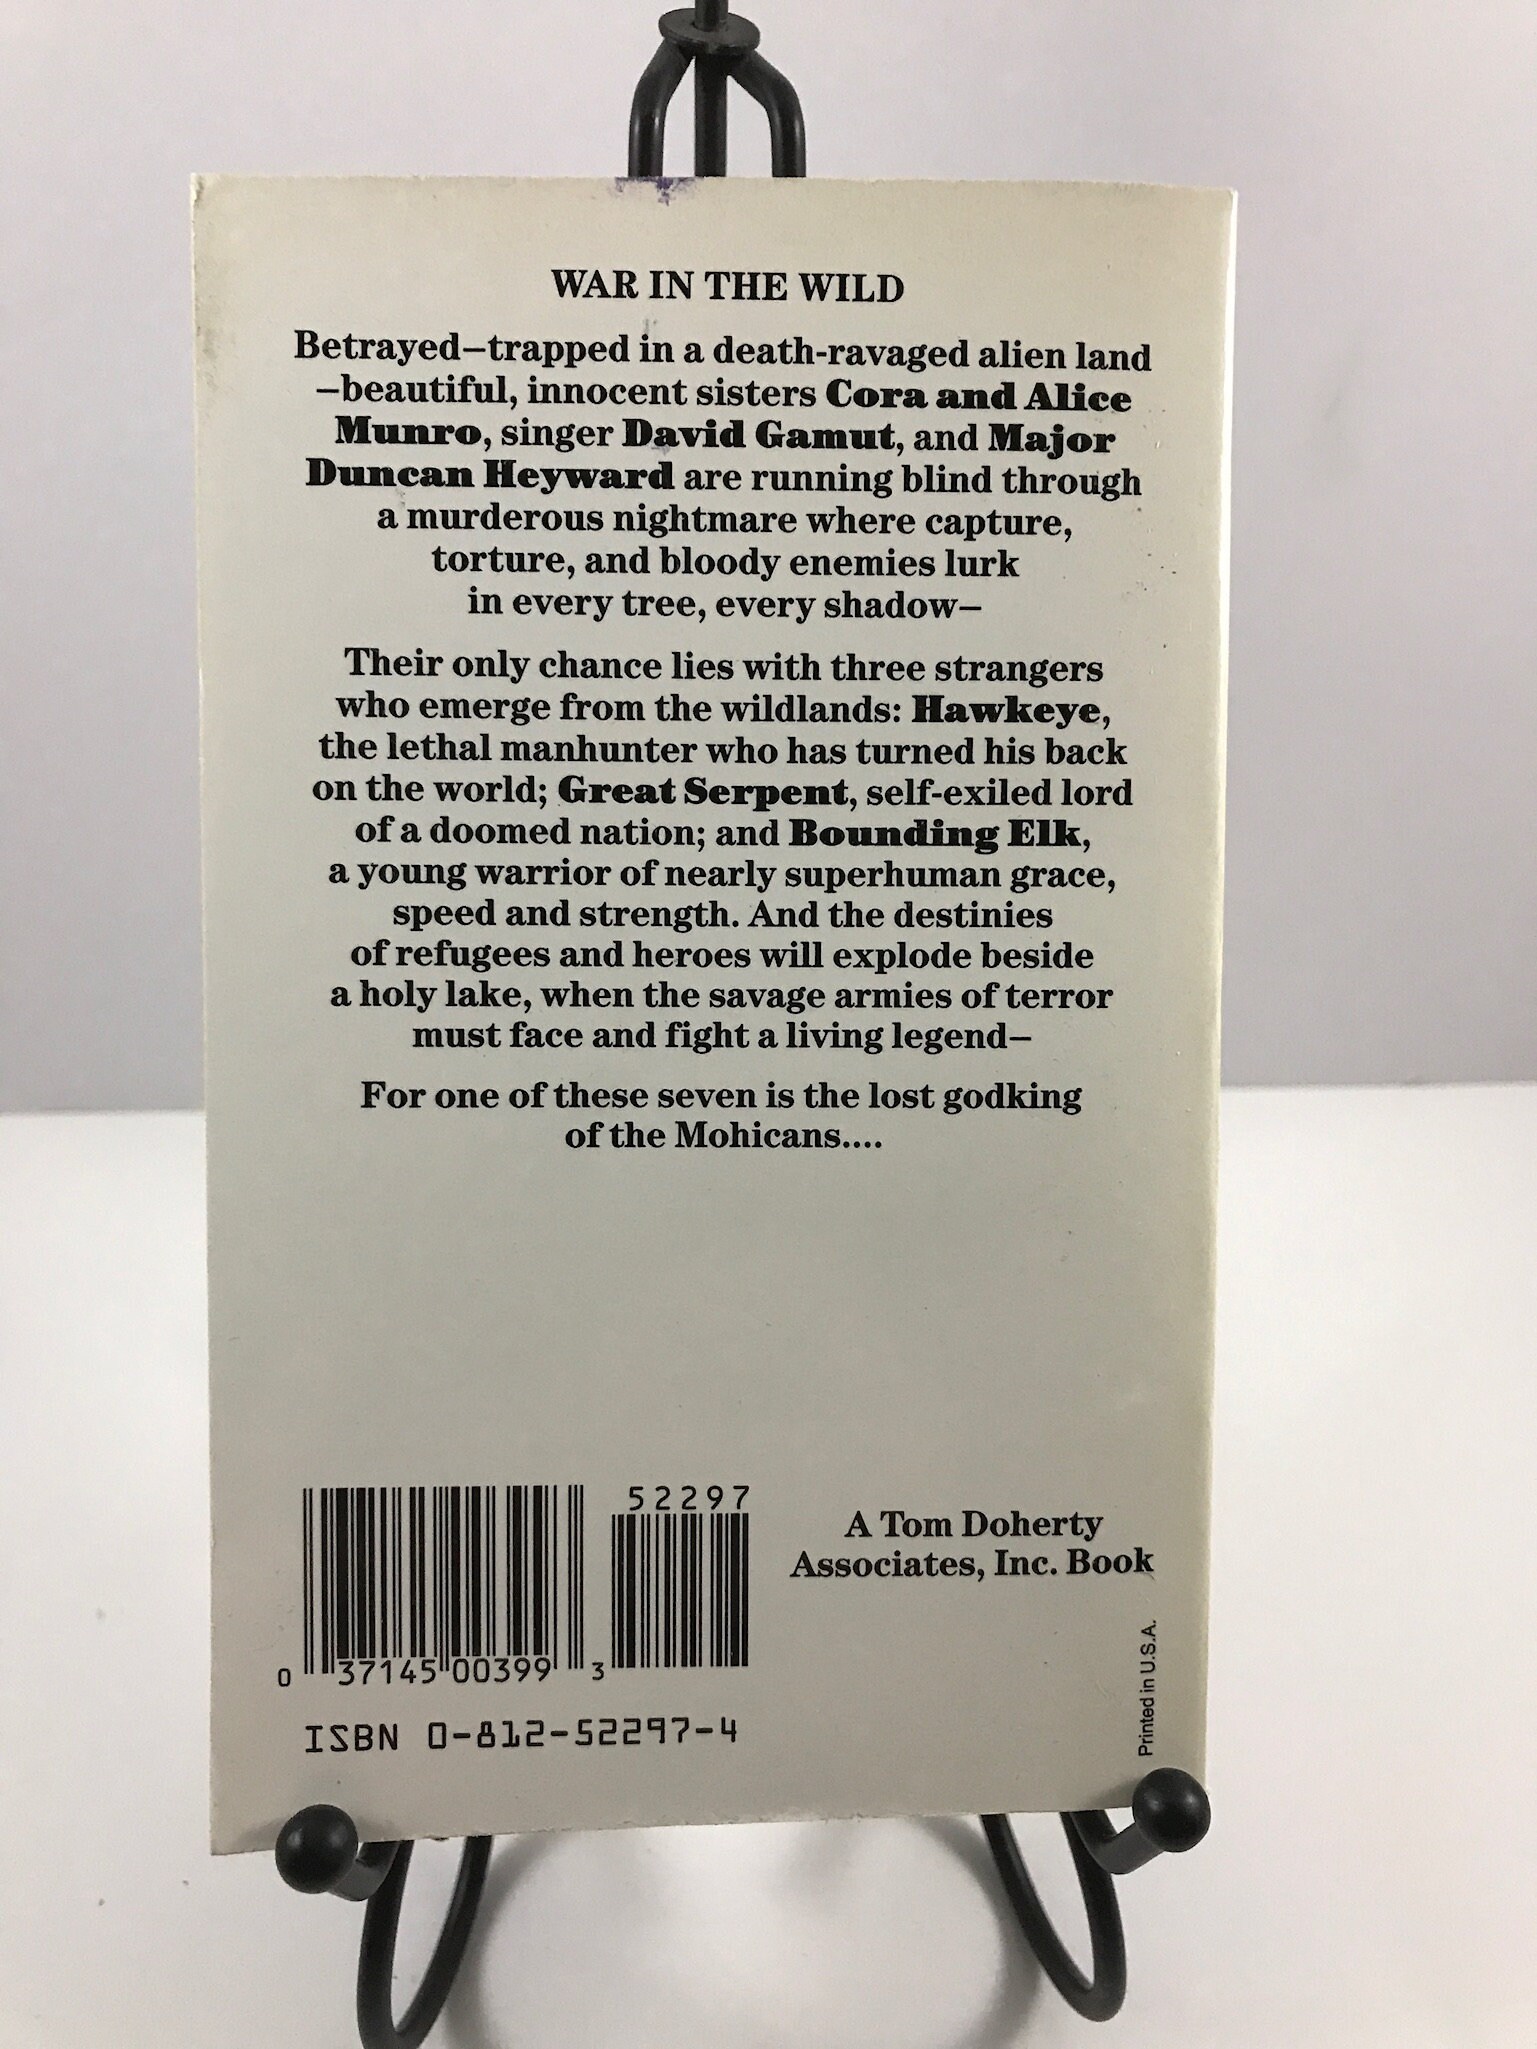 WAR IN THE WILD
Betrayed—trapped in a death-ravaged alien land
—beautiful, innocent sisters Cora and Alice
Munro, singer David Gamut, and Major
Duncan Heyward are running blind through
a murderous nightmare where capture,
torture, and bloody enemies lurk
in every tree, every shadow—
Their only chance lies with three strangers
who emerge from the wildlands: Hawkeye,
the lethal manhunter who has turned his back
on the world; Great Serpent, self-exiled lord
of a doomed nation; and Bounding Elk,
a young warrior of nearly superhuman grace,
speed and strength. And the destinies
of refugees and heroes will explode beside
a holy lake, when the savage armies of terror
must face and fight a living legend—
For one of these seven is the lost godking
of the Mohicans....
52297
0 37145 00399 3
ISBN 0-812-52297-4
A Tom Doherty
Associates, Inc. Book
Printed in U.S.A.